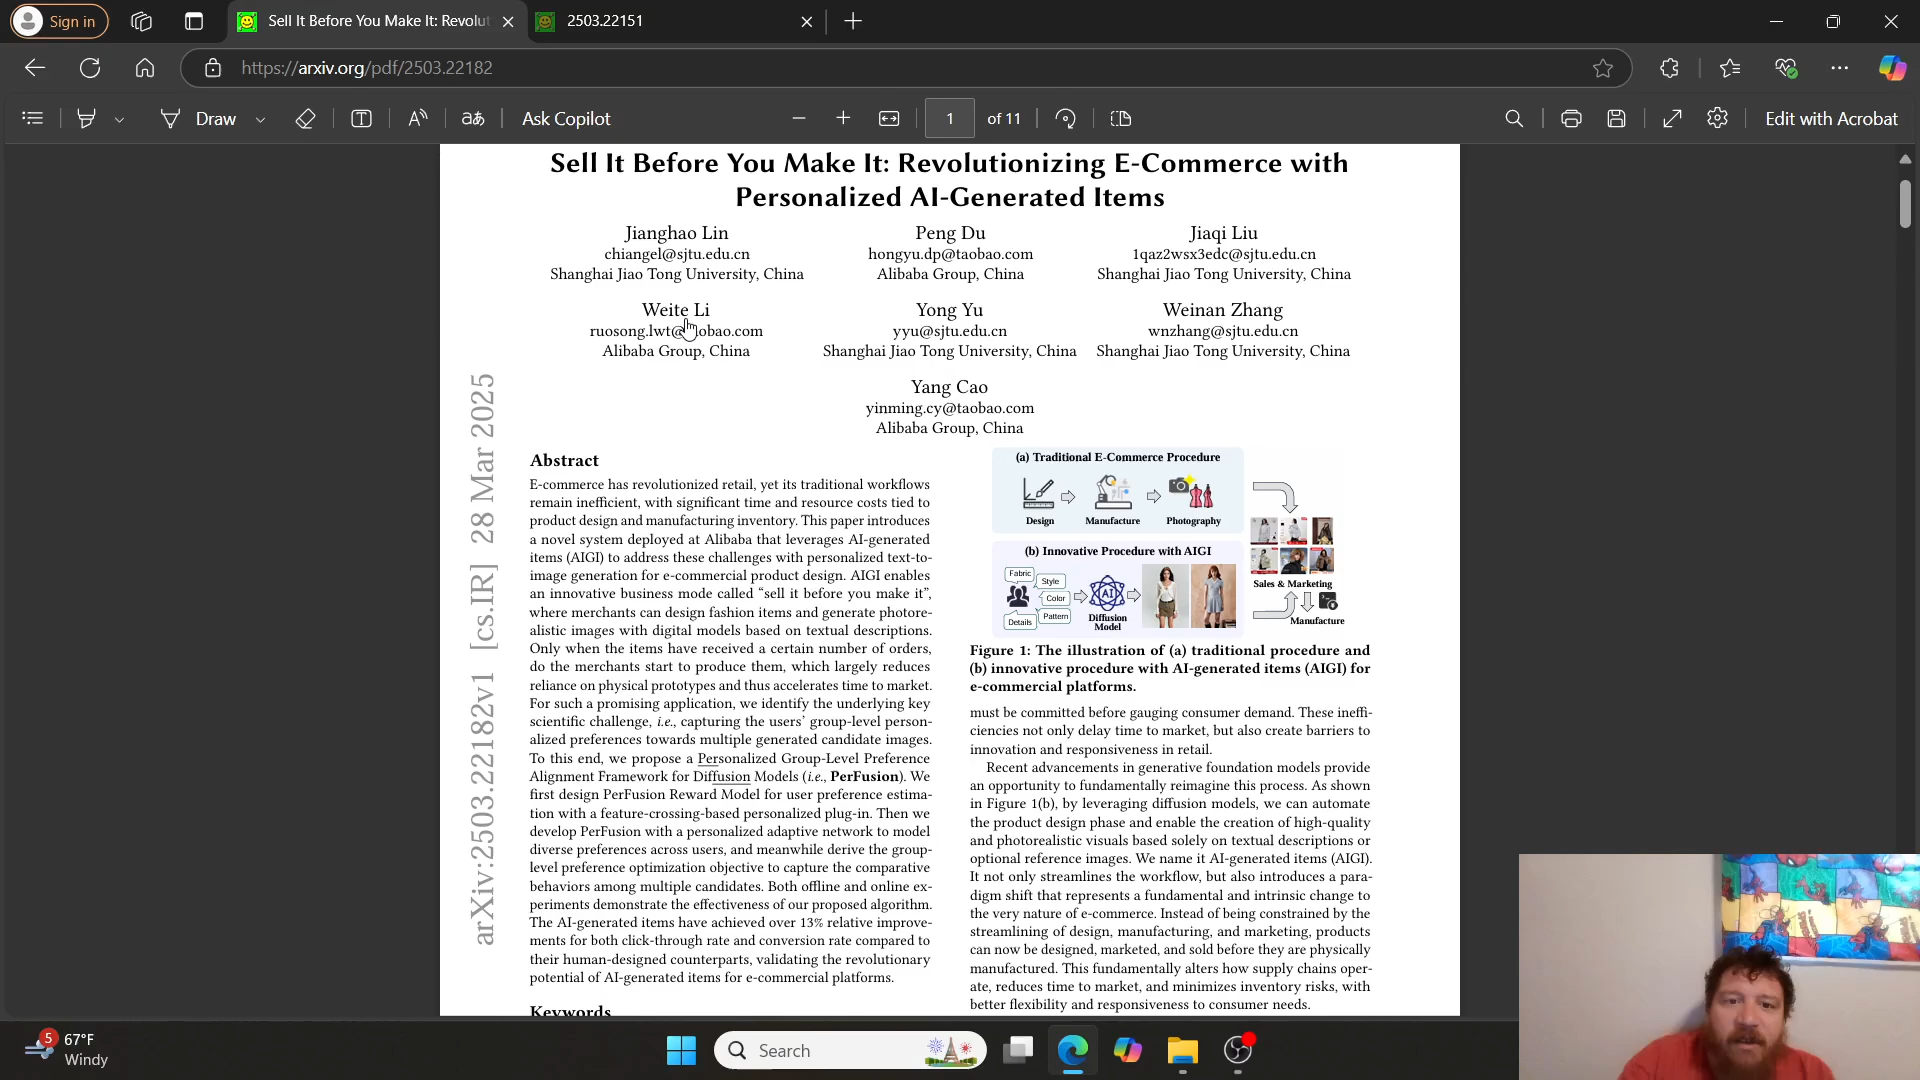 Sign in
Sell It Before You Make It: Revolut
2503.22151
https://arxiv.org/pdf/2503.22182
Draw
Ask Copilot
1
of 11
Edit with Acrobat
Sell It Before You Make It: Revolutionizing E-Commerce with
Personalized AI-Generated Items
Jianghao Lin
chiangel@sjtu.edu.cn
Shanghai Jiao Tong University, China
Peng Du
hongyu.dp@taobao.com
Alibaba Group, China
Jiaqi Liu
1qaz2wsx3edc@sjtu.edu.cn
Shanghai Jiao Tong University, China
Weite Li
ruosong.lwt@ obao.com
Alibaba Group, China
Yong Yu
yyu@sjtu.edu.cn
Shanghai Jiao Tong University, China
Weinan Zhang
wnzhang@sjtu.edu.cn
Shanghai Jiao Tong University, China
Yang Cao
yinming.cy@taobao.com
Alibaba Group, China
arXiv:2503.22182v1 [cs.IR] 28 Mar 2025
Abstract
E-commerce has revolutionized retail, yet its traditional workflows
remain inefficient, with significant time and resource costs tied to
product design and manufacturing inventory. This paper introduces
a novel system deployed at Alibaba that leverages AI-generated
items (AIGI) to address these challenges with personalized text-to-
image generation for e-commercial product design. AIGI enables
an innovative business mode called “sell it before you make it”,
where merchants can design fashion items and generate photore-
alistic images with digital models based on textual descriptions.
Only when the items have received a certain number of orders,
do the merchants start to produce them, which largely reduces
reliance on physical prototypes and thus accelerates time to market.
For such a promising application, we identify the underlying key
scientific challenge, i.e., capturing the users’ group-level person-
alized preferences towards multiple generated candidate images.
To this end, we propose a Personalized Group-Level Preference
Alignment Framework for Diffusion Models (i.e., PerFusion). We
first design PerFusion Reward Model for user preference estima-
tion with a feature-crossing-based personalized plug-in. Then we
develop PerFusion with a personalized adaptive network to model
diverse preferences across users, and meanwhile derive the group-
level preference optimization objective to capture the comparative
behaviors among multiple candidates. Both offline and online ex-
periments demonstrate the effectiveness of our proposed algorithm.
The AI-generated items have achieved over 13% relative improve-
ments for both click-through rate and conversion rate compared to
their human-designed counterparts, validating the revolutionary
potential of AI-generated items for e-commercial platforms.
Keywords
(a) Traditional E-Commerce Procedure
Design
Manufacture
Photography
(b) Innovative Procedure with AIGI
Fabric
Style
Color
Pattern
Details
AI
Diffusion
Model
Sales & Marketing
Manufacture
Figure 1: The illustration of (a) traditional procedure and
(b) innovative procedure with AI-generated items (AIGI) for
e-commercial platforms.
must be committed before gauging consumer demand. These ineffi-
ciencies not only delay time to market, but also create barriers to
innovation and responsiveness in retail.
Recent advancements in generative foundation models provide
an opportunity to fundamentally reimagine this process. As shown
in Figure 1(b), by leveraging diffusion models, we can automate
the product design phase and enable the creation of high-quality
and photorealistic visuals based solely on textual descriptions or
optional reference images. We name it AI-generated items (AIGI).
It not only streamlines the workflow, but also introduces a para-
digm shift that represents a fundamental and intrinsic change to
the very nature of e-commerce. Instead of being constrained by the
streamlining of design, manufacturing, and marketing, products
can now be designed, marketed, and sold before they are physically
manufactured. This fundamentally alters how supply chains oper-
ate, reduces time to market, and minimizes inventory risks, with
better flexibility and responsiveness to consumer needs.
5
67°F
Windy
Search